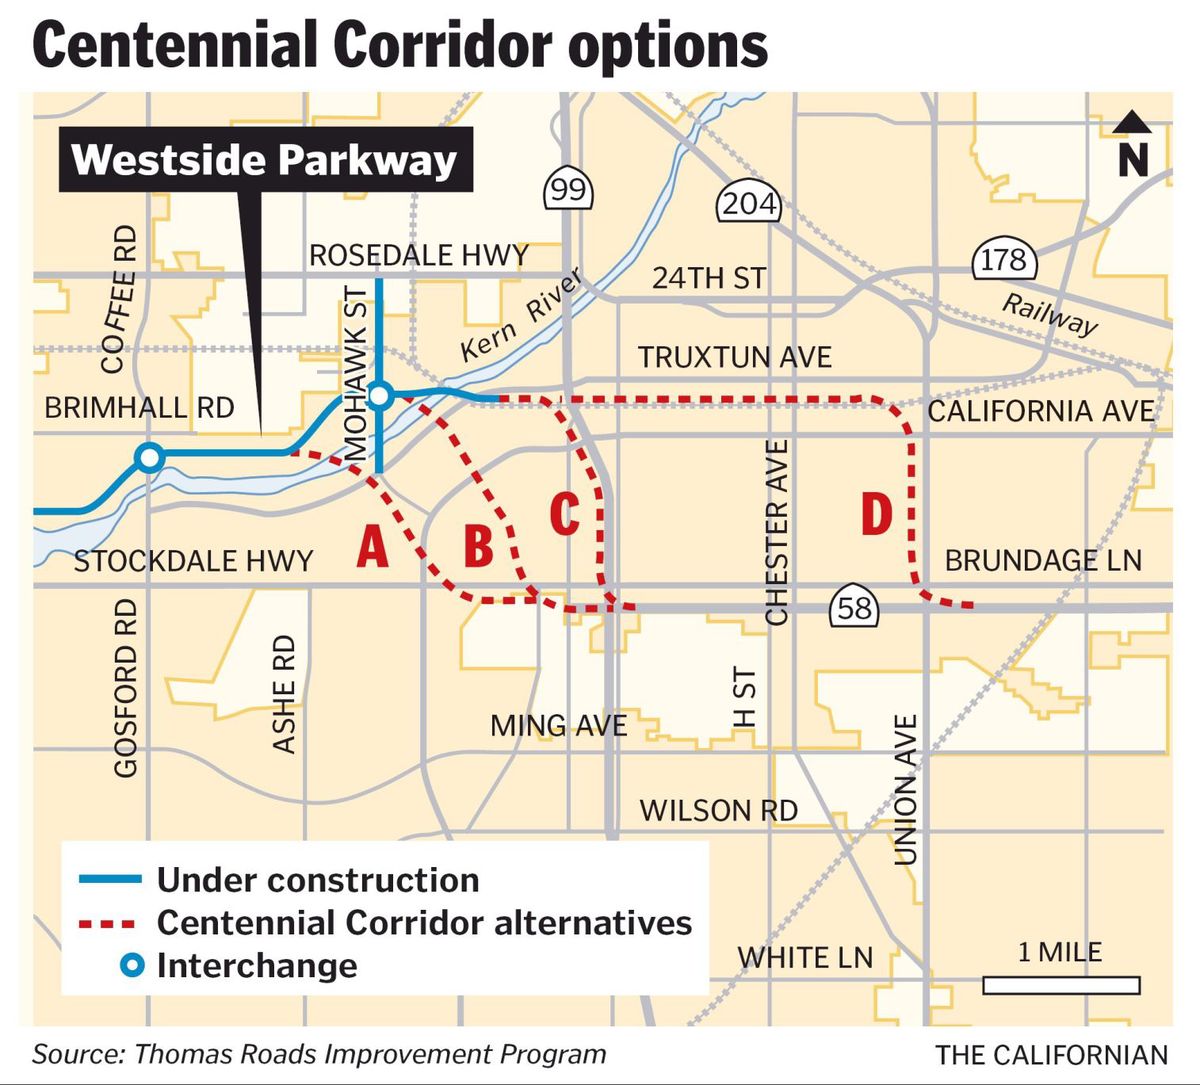 Centennial Corridor options
Westside Parkway
N
99
204
178
COFFEE RD
ROSEDALE HWY
24TH ST
Kern River
Railway
MOHAWK ST
TRUXTUN AVE
BRIMHALL RD
CALIFORNIA AVE
A
B
C
D
CHESTER AVE
STOCKDALE HWY
BRUNDAGE LN
58
GOSFORD RD
ASHE RD
H ST
MING AVE
UNION AVE
WILSON RD
Under construction
Centennial Corridor alternatives
Interchange
WHITE LN
1 MILE
Source: Thomas Roads Improvement Program
THE CALIFORNIAN